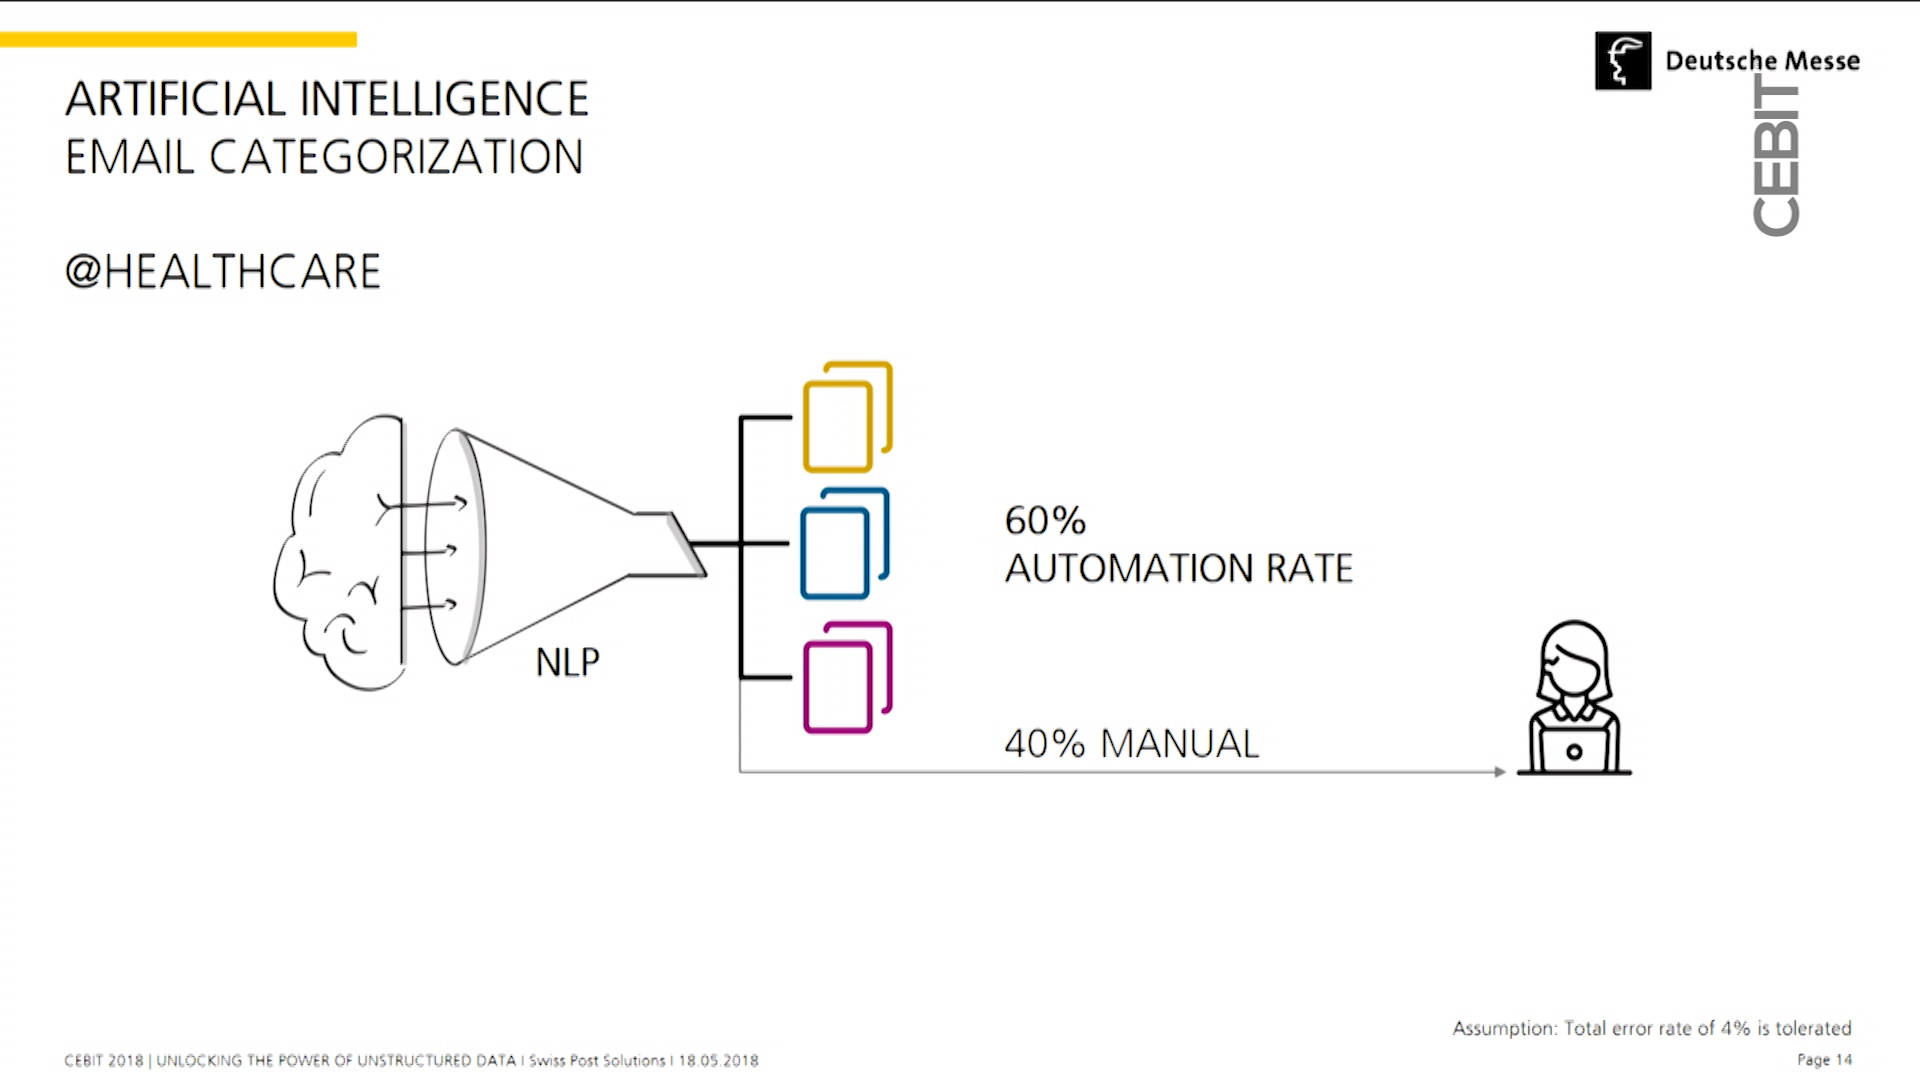 Deutsche Messe
CEBIT
ARTIFICIAL INTELLIGENCE
EMAIL CATEGORIZATION
@HEALTHCARE
60%
AUTOMATION RATE
NLP
40% MANUAL
Assumption: Total error rate of 4% is tolerated
CEBIT 2018 | UNLOCKING THE POWER OF UNSTRUCTURED DATA I Swiss Post Solutions I 18.05.2018
Page 14